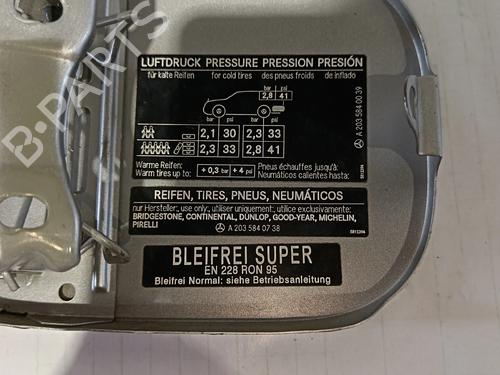 LUFTDRUCK PRESSURE PRESSION PRESIÓN
für kalte Reifen for cold tires des pneus froids de inflado
bar psi
2,8 41
bar psi bar psi
2,1 30 2,3 33
2,3 33 2,8 41
A 203 584 00 39
Warme Reifen: Pneus échauffés jusqu'à:
Warm tires up to: + 0,3 bar + 4 psi Neumáticos calientes hasta:
REIFEN, TIRES, PNEUS, NEUMÁTICOS
nur Hersteller; use only; utiliser uniquement; utilice exclusivamente:
BRIDGESTONE, CONTINENTAL, DUNLOP, GOOD-YEAR, MICHELIN,
PIRELLI
A 203 584 07 38
BLEIFREI SUPER
EN 228 RON 95
Bleifrei Normal: siehe Betriebsanleitung
B-PARTS